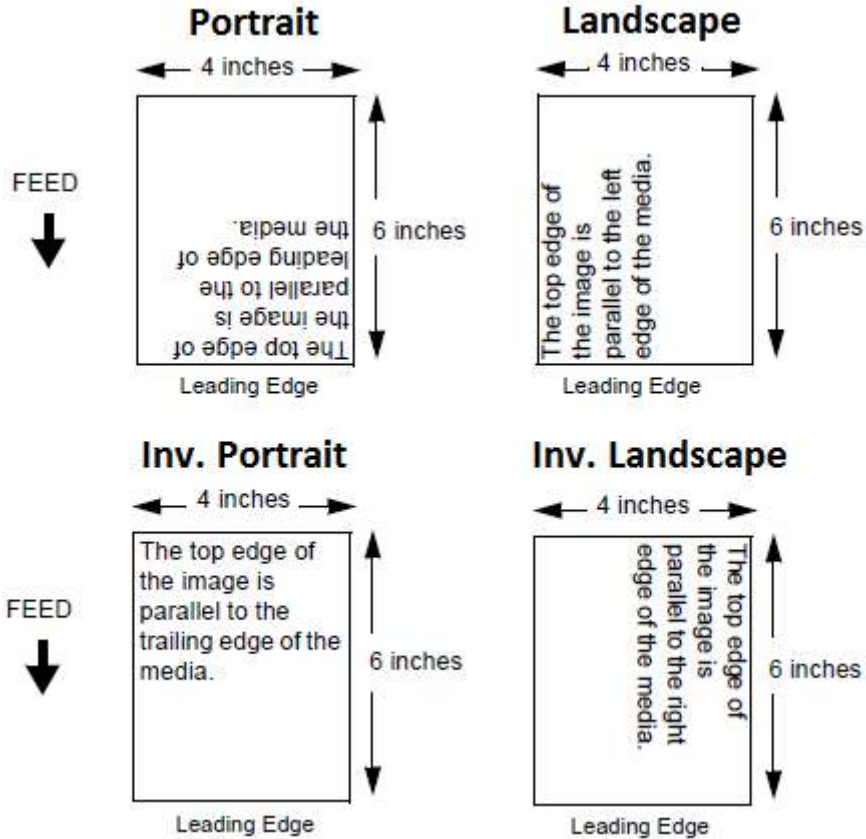 Portrait
4 inches
FEED
6 inches
The top edge of
the image is
parallel to the
leading edge of
the media.
Leading Edge
Landscape
4 inches
6 inches
The top edge of
the image is
parallel to the left
edge of the media.
Leading Edge
Inv. Portrait
4 inches
FEED
6 inches
The top edge of
the image is
parallel to the
trailing edge of the
media.
Leading Edge
Inv. Landscape
4 inches
6 inches
The top edge of
the image is
parallel to the right
edge of the media.
Leading Edge